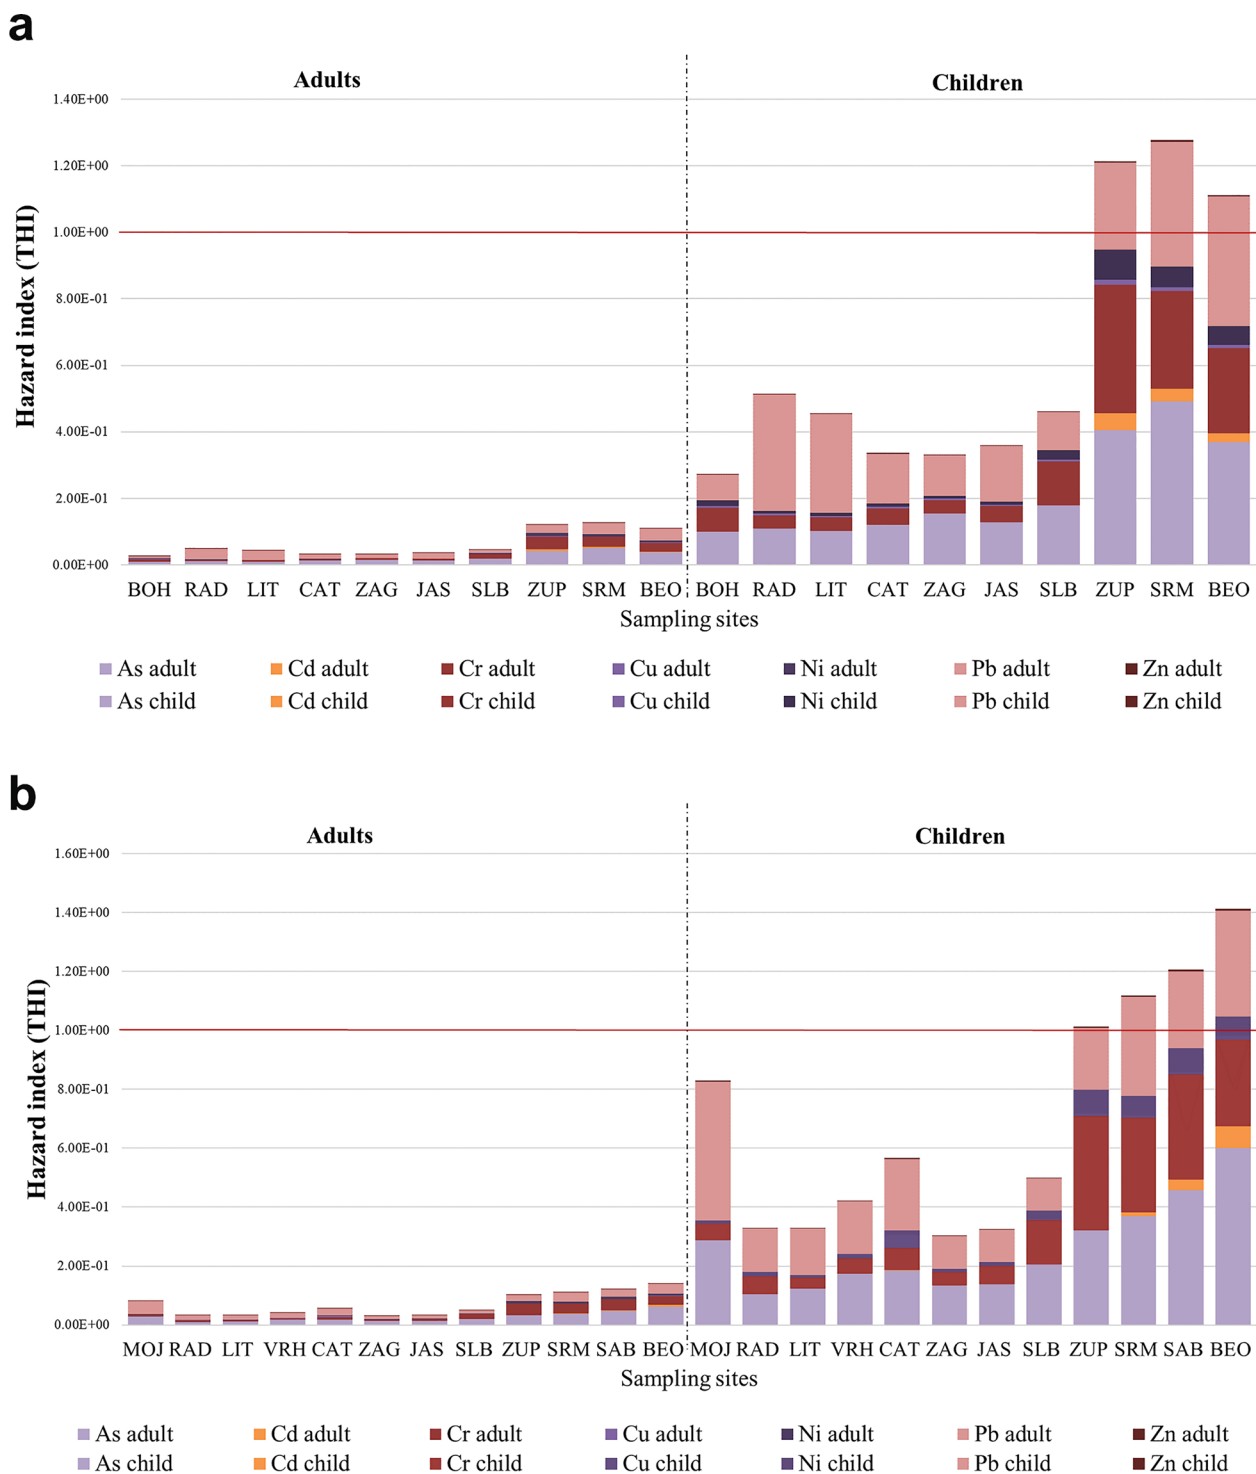 a
Adults
Children
1.40E+00
1.20E+00
1.00E+00
8.00E-01
6.00E-01
4.00E-01
2.00E-01
0.00E+00
Hazard index (THI)
BOH RAD LIT CAT ZAG JAS SLB ZUP SRM BEO BOH RAD LIT CAT ZAG JAS SLB ZUP SRM BEO
Sampling sites
As adult Cd adult Cr adult Cu adult Ni adult Pb adult Zn adult
As child Cd child Cr child Cu child Ni child Pb child Zn child
b
Adults
Children
1.60E+00
1.40E+00
1.20E+00
1.00E+00
8.00E-01
6.00E-01
4.00E-01
2.00E-01
0.00E+00
Hazard index (THI)
MOJ RAD LIT VRH CAT ZAG JAS SLB ZUP SRM SAB BEO MOJ RAD LIT VRH CAT ZAG JAS SLB ZUP SRM SAB BEO
Sampling sites
As adult Cd adult Cr adult Cu adult Ni adult Pb adult Zn adult
As child Cd child Cr child Cu child Ni child Pb child Zn child